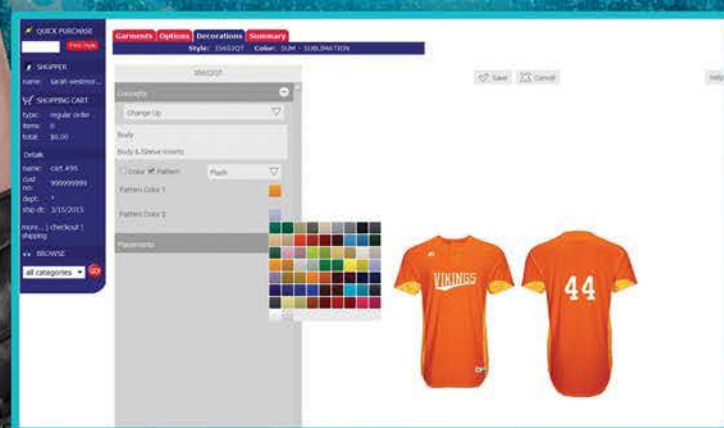 QUICK PURCHASE
Find Style
SHOPPER
name:
SHOPPING CART
type: regular order
items: 0
total: $0.00
Details
name: cart #95
cust no: 999999999
dept: *
ship dt: 3/15/2015
more... | checkout |
shipping
BROWSE
all categories
GO!
Garments
Options
Decorations
Summary
Style: 35602QT Color: SUM - SUBLIMATION
Concepts
Change Up
Body
Body & Sleeve Inserts
Color
Pattern
Pattern Color 1
Pattern Color 2
Placements
Save
Cancel
Help
VIKINGS
44